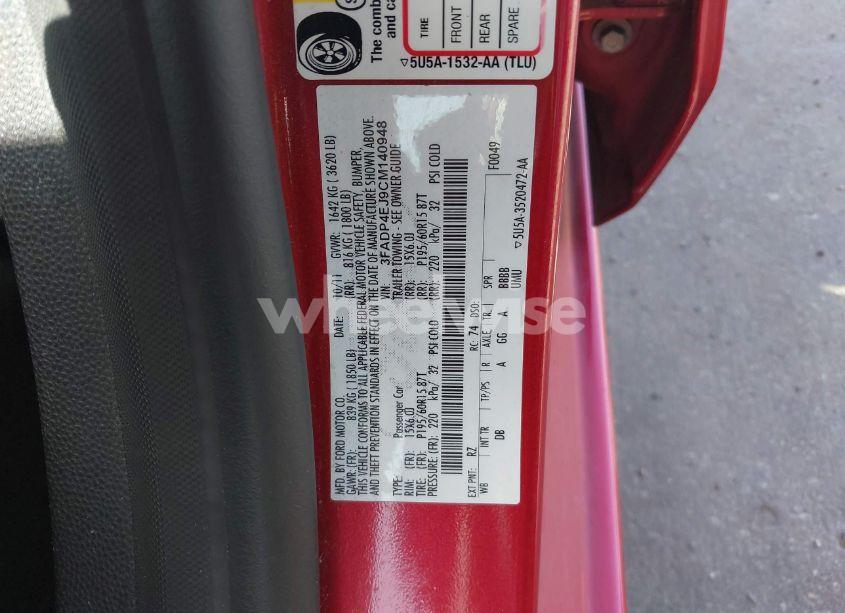 The comb
and ca
TIRE
FRONT
REAR
SPARE
▽5U5A-1532-AA (TLU)
MFD. BY FORD MOTOR CO.
DATE: 10/11 GVWR: 1642 KG ( 3620 LB)
GAWR: (FR): 839 KG ( 1850 LB) (RR): 816 KG ( 1800 LB)
THIS VEHICLE CONFORMS TO ALL APPLICABLE FEDERAL MOTOR VEHICLE SAFETY, BUMPER,
AND THEFT PREVENTION STANDARDS IN EFFECT ON THE DATE OF MANUFACTURE SHOWN ABOVE.
VIN: 3FADP4EJ9CM140948
TYPE: Passenger Car TRAILER TOWING - SEE OWNER GUIDE
RIM: (FR): 15X6.0J (RR): 15X6.0J
TIRE: (FR): P195/60R15 87T (RR): P195/60R15 87T
PRESSURE: (FR): 220 kPa/ 32 PSI COLD (RR): 220 kPa/ 32 PSI COLD
F0049
EXT PNT: RZ RC: 74 DSO:
WB INT TR TP/PS R AXLE TR SPR
DB A GG A BBBB
UMU
▽5U5A-3520472-AA
wheelwise